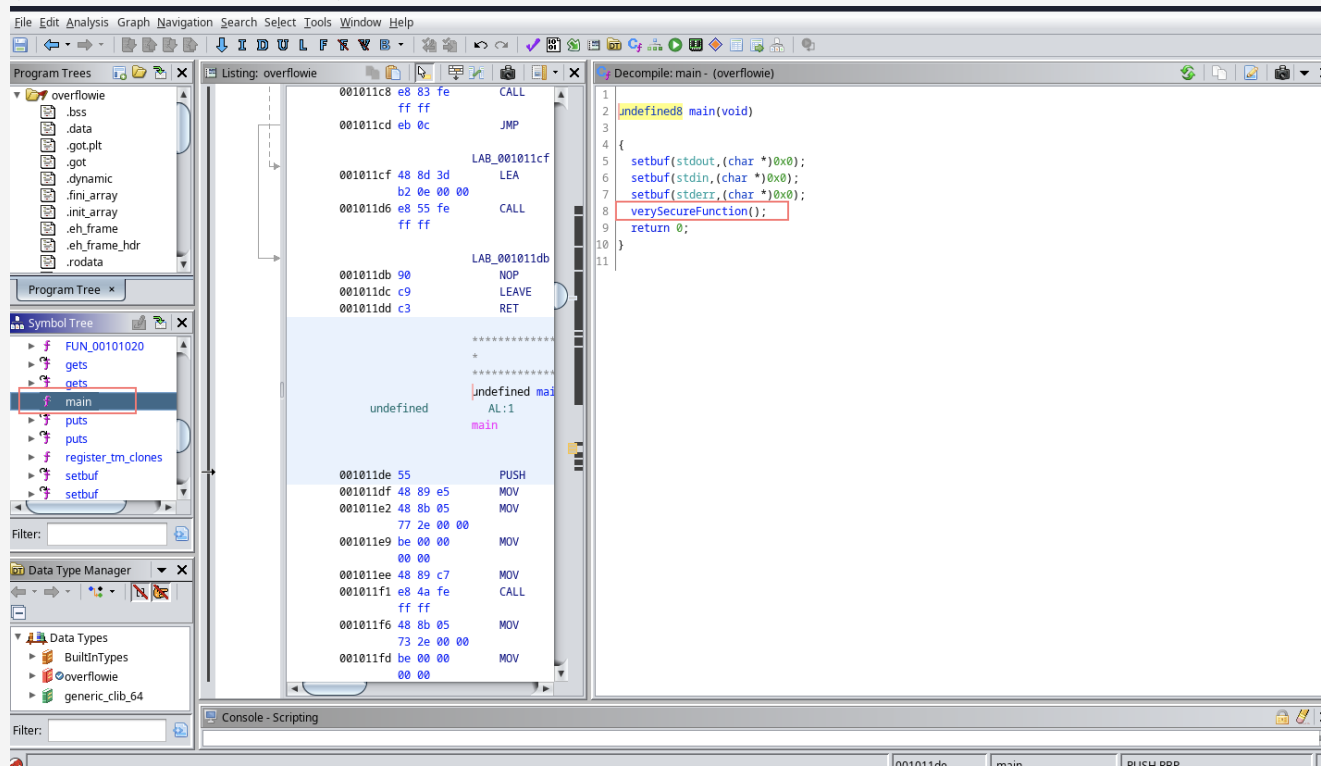 File Edit Analysis Graph Navigation Search Select Tools Window Help
I D U L F R V B
Program Trees
overflowie
.bss
.data
.got.plt
.got
.dynamic
.fini_array
.init_array
.eh_frame
.eh_frame_hdr
.rodata
Program Tree ×
Symbol Tree
f FUN_00101020
f gets
f gets
f main
f puts
f puts
f register_tm_clones
f setbuf
f setbuf
Filter:
Data Type Manager
Data Types
BuiltInTypes
overflowie
generic_clib_64
Filter:
Listing: overflowie
001011c8 e8 83 fe CALL
ff ff
001011cd eb 0c JMP
LAB_001011cf
001011cf 48 8d 3d LEA
b2 0e 00 00
001011d6 e8 55 fe CALL
ff ff
LAB_001011db
001011db 90 NOP
001011dc c9 LEAVE
001011dd c3 RET
*************
*
*************
undefined mai
undefined AL:1
main
001011de 55 PUSH
001011df 48 89 e5 MOV
001011e2 48 8b 05 MOV
77 2e 00 00
001011e9 be 00 00 MOV
00 00
001011ee 48 89 c7 MOV
001011f1 e8 4a fe CALL
ff ff
001011f6 48 8b 05 MOV
73 2e 00 00
001011fd be 00 00 MOV
00 00
Decompile: main - (overflowie)
1
2 undefined8 main(void)
3
4 {
5 setbuf(stdout,(char *)0x0);
6 setbuf(stdin,(char *)0x0);
7 setbuf(stderr,(char *)0x0);
8 verySecureFunction();
9 return 0;
10 }
11
Console - Scripting
001011de main PUSH RBP